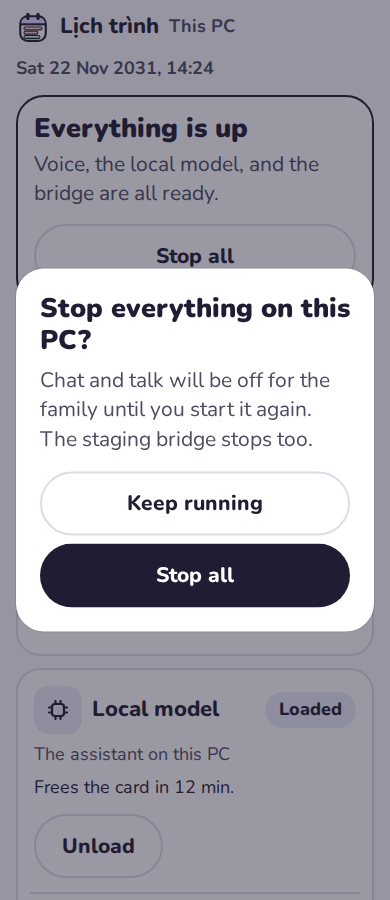 Lịch trình This PC
Sat 22 Nov 2031, 14:24
Everything is up
Voice, the local model, and the
bridge are all ready.
Stop all
Stop everything on this
PC?
Chat and talk will be off for the
family until you start it again.
The staging bridge stops too.
Keep running
Stop all
Local model
Loaded
The assistant on this PC
Frees the card in 12 min.
Unload